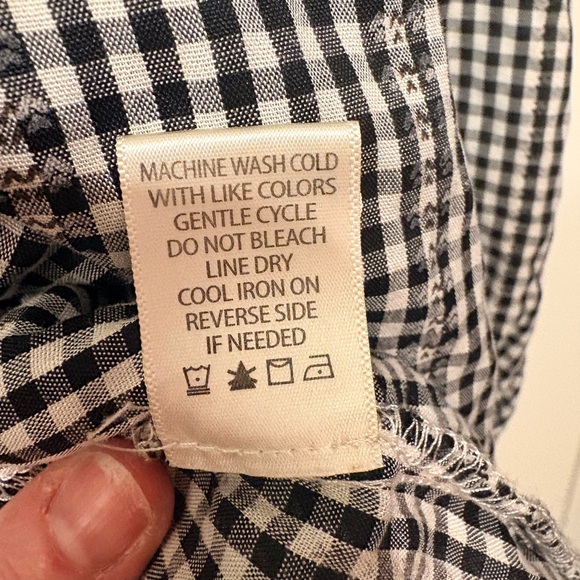 MACHINE WASH COLD
WITH LIKE COLORS
GENTLE CYCLE
DO NOT BLEACH
LINE DRY
COOL IRON ON
REVERSE SIDE
IF NEEDED